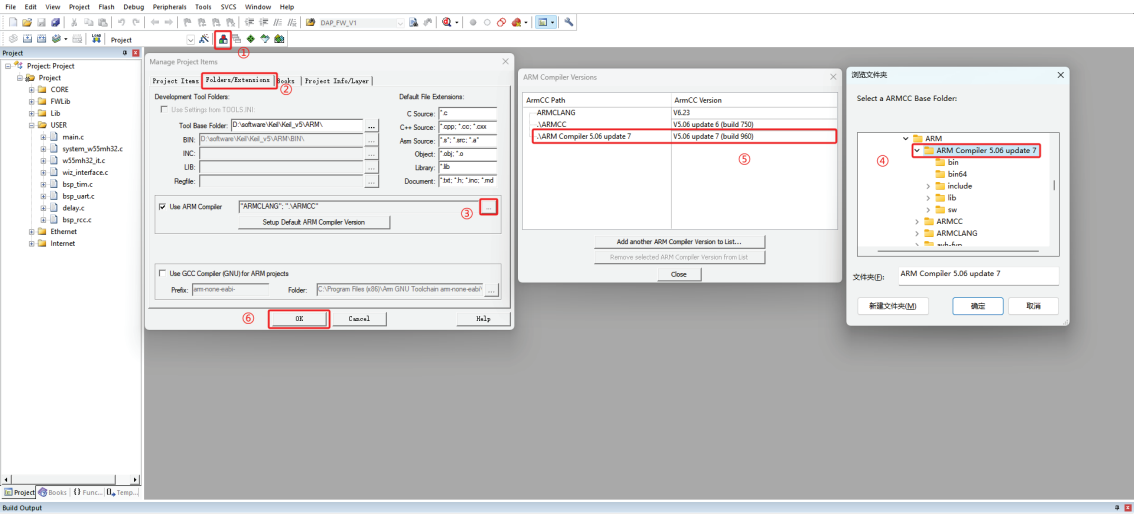 File Edit View Project Flash Debug Peripherals Tools SVCS Window Help
DAP_FW_V1
LOAD Project
①
Project
Project: Project
Project
CORE
FWLib
Lib
USER
main.c
system_w55mh32.c
w55mh32_it.c
wiz_interface.c
bsp_tim.c
bsp_uart.c
delay.c
bsp_rcc.c
Ethernet
Internet
Project Books {} Func... Temp...
Build Output
Manage Project Items
Project Items Folders/Extensions Books Project Info/Layer
②
Development Tool Folders:
Use Settings from TOOLS.INI:
Tool Base Folder: D:\software\Keil\Keil_v5\ARM\ ...
BIN: D:\software\Keil\Keil_v5\ARM\BIN\ ...
INC: ...
LIB: ...
Regfile: ...
Default File Extensions:
C Source: *.c
C++ Source: *.cpp; *.cc; *.cxx
Asm Source: *.s*; *.src; *.a*
Object: *.obj; *.o
Library: *.lib
Document: *.txt; *.h; *.inc; *.md
Use ARM Compiler "ARMCLANG"; ".\ARMCC" ③ ...
Setup Default ARM Compiler Version
Use GCC Compiler (GNU) for ARM projects
Prefix: arm-none-eabi- Folder: C:\Program Files (x86)\Arm GNU Toolchain arm-none-eabi\ ...
⑥ OK Cancel Help
ARM Compiler Versions
ArmCC Path ArmCC Version
ARMCLANG V6.23
.\ARMCC V5.06 update 6 (build 750)
.\ARM Compiler 5.06 update 7 V5.06 update 7 (build 960)
⑤
Add another ARM Compiler Version to List...
Remove selected ARM Compiler Version from List
Close
浏览文件夹
Select a ARMCC Base Folder:
ARM
ARM Compiler 5.06 update 7
④
bin
bin64
include
lib
sw
ARMCC
ARMCLANG
文件夹(F): ARM Compiler 5.06 update 7
新建文件夹(M) 确定 取消